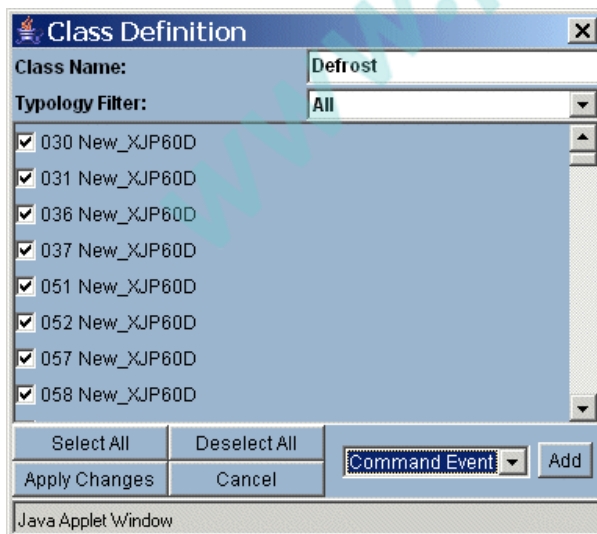 Class Definition
Class Name: Defrost
Typology Filter: All
030 New_XJP60D
031 New_XJP60D
036 New_XJP60D
037 New_XJP60D
051 New_XJP60D
052 New_XJP60D
057 New_XJP60D
058 New_XJP60D
Select All Deselect All
Command Event Add
Apply Changes Cancel
Java Applet Window